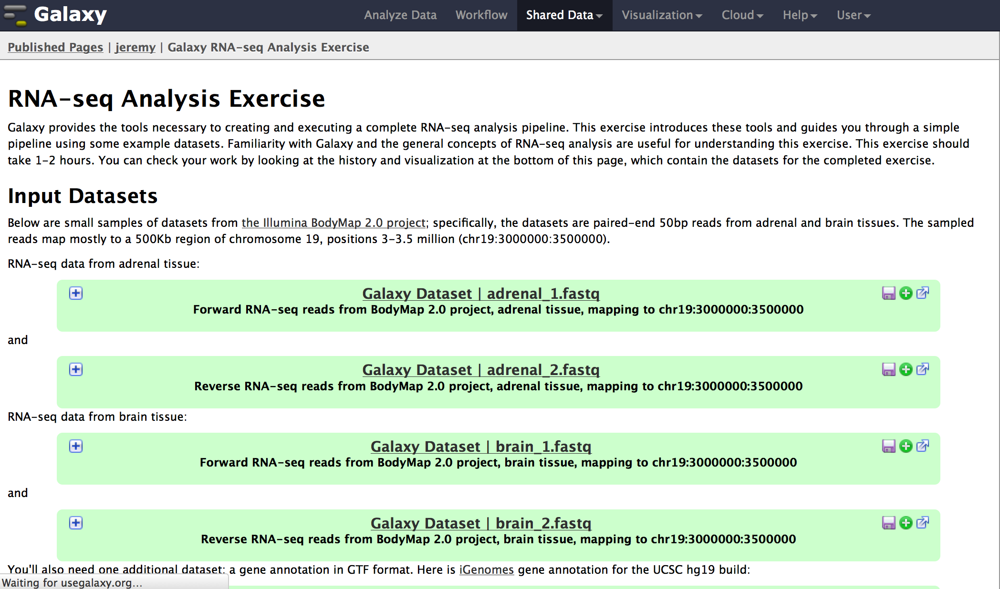 Galaxy
Analyze Data Workflow Shared Data Visualization Cloud Help User
Published Pages | jeremy | Galaxy RNA-seq Analysis Exercise
RNA-seq Analysis Exercise
Galaxy provides the tools necessary to creating and executing a complete RNA-seq analysis pipeline. This exercise introduces these tools and guides you through a simple
pipeline using some example datasets. Familiarity with Galaxy and the general concepts of RNA-seq analysis are useful for understanding this exercise. This exercise should
take 1-2 hours. You can check your work by looking at the history and visualization at the bottom of this page, which contain the datasets for the completed exercise.
Input Datasets
Below are small samples of datasets from the Illumina BodyMap 2.0 project; specifically, the datasets are paired-end 50bp reads from adrenal and brain tissues. The sampled
reads map mostly to a 500Kb region of chromosome 19, positions 3-3.5 million (chr19:3000000:3500000).
RNA-seq data from adrenal tissue:
Galaxy Dataset | adrenal_1.fastq
Forward RNA-seq reads from BodyMap 2.0 project, adrenal tissue, mapping to chr19:3000000:3500000
and
Galaxy Dataset | adrenal_2.fastq
Reverse RNA-seq reads from BodyMap 2.0 project, adrenal tissue, mapping to chr19:3000000:3500000
RNA-seq data from brain tissue:
Galaxy Dataset | brain_1.fastq
Forward RNA-seq reads from BodyMap 2.0 project, brain tissue, mapping to chr19:3000000:3500000
and
Galaxy Dataset | brain_2.fastq
Reverse RNA-seq reads from BodyMap 2.0 project, brain tissue, mapping to chr19:3000000:3500000
You'll also need one additional dataset: a gene annotation in GTF format. Here is iGenomes gene annotation for the UCSC hg19 build:
Waiting for usegalaxy.org...